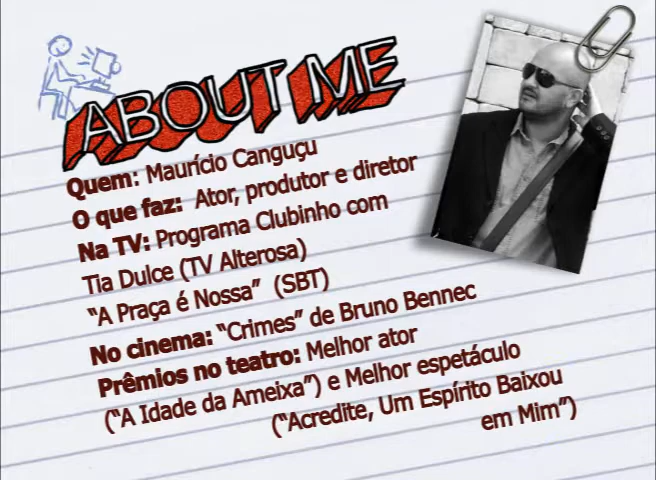 ABOUT ME
Quem: Maurício Canguçu
O que faz: Ator, produtor e diretor
Na TV: Programa Clubinho com
Tia Dulce (TV Alterosa)
“A Praça é Nossa” (SBT)
No cinema: “Crimes” de Bruno Bennec
Prêmios no teatro: Melhor ator
(“A Idade da Ameixa”) e Melhor espetáculo
(“Acredite, Um Espírito Baixou
em Mim”)